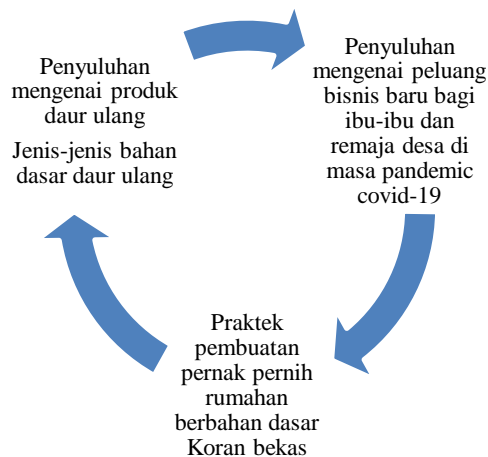 Penyuluhan
mengenai produk
daur ulang
Jenis-jenis bahan
dasar daur ulang
Penyuluhan
mengenai peluang
bisnis baru bagi
ibu-ibu dan
remaja desa di
masa pandemic
covid-19
Praktek
pembuatan
pernak pernih
rumahan
berbahan dasar
Koran bekas